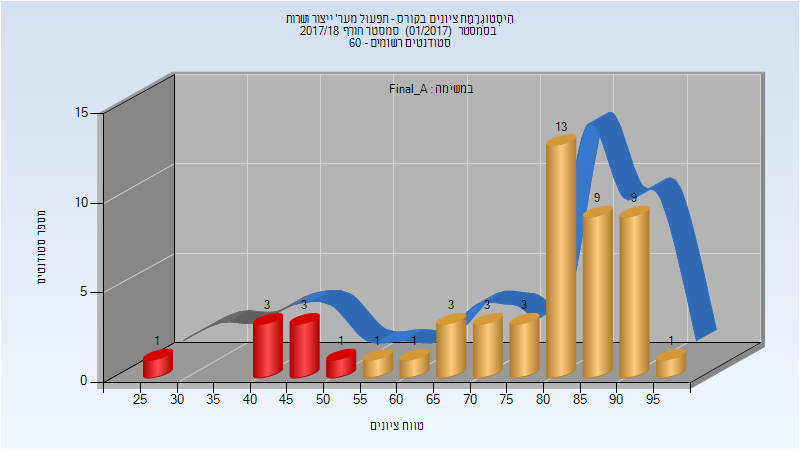 היסטוגרמת ציונים בקורס - תפעול מער' ייצור ושרות
בסמסטר (01/2017) סמסטר חורף 2017/18
סטודנטים רשומים - 60
במשימה : Final_A
מספר סטודנטים
15
10
5
0
1
3
3
1
1
1
3
3
3
13
9
9
1
25 30 35 40 45 50 55 60 65 70 75 80 85 90 95
טווח ציונים